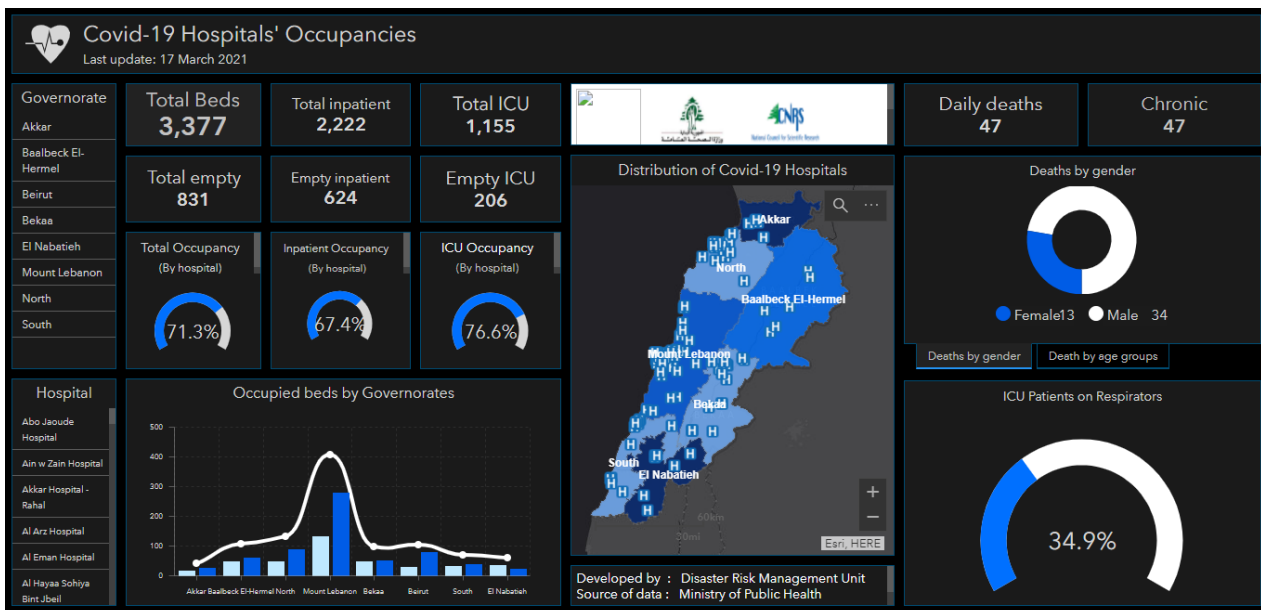 Covid-19 Hospitals' Occupancies
Last update: 17 March 2021
Governorate
Akkar
Baalbeck El-
Hermel
Beirut
Bekaa
El Nabatieh
Mount Lebanon
North
South
Total Beds
3,377
Total inpatient
2,222
Total ICU
1,155
Total empty
831
Empty inpatient
624
Empty ICU
206
Total Occupancy
(By hospital)
71.3%
Inpatient Occupancy
(By hospital)
67.4%
ICU Occupancy
(By hospital)
76.6%
Hospital
Abo Jaoude
Hospital
Ain w Zain Hospital
Akkar Hospital -
Rahal
Al Arz Hospital
Al Eman Hospital
Al Hayaa Sohiya
Bint Jbeil
Occupied beds by Governorates
500
400
300
200
100
0
Akkar Baalbeck El-Hermel North Mount Lebanon Bekaa Beirut South El Nabatieh
CNRS
National Council for Scientific Research
Distribution of Covid-19 Hospitals
Akkar
North
Baalbeck El-Hermel
Mount Lebanon
Bekaa
South
El Nabatieh
60km
30mi
Esri, HERE
Developed by : Disaster Risk Management Unit
Source of data : Ministry of Public Health
Daily deaths
47
Chronic
47
Deaths by gender
Female13 Male 34
Deaths by gender Death by age groups
ICU Patients on Respirators
34.9%